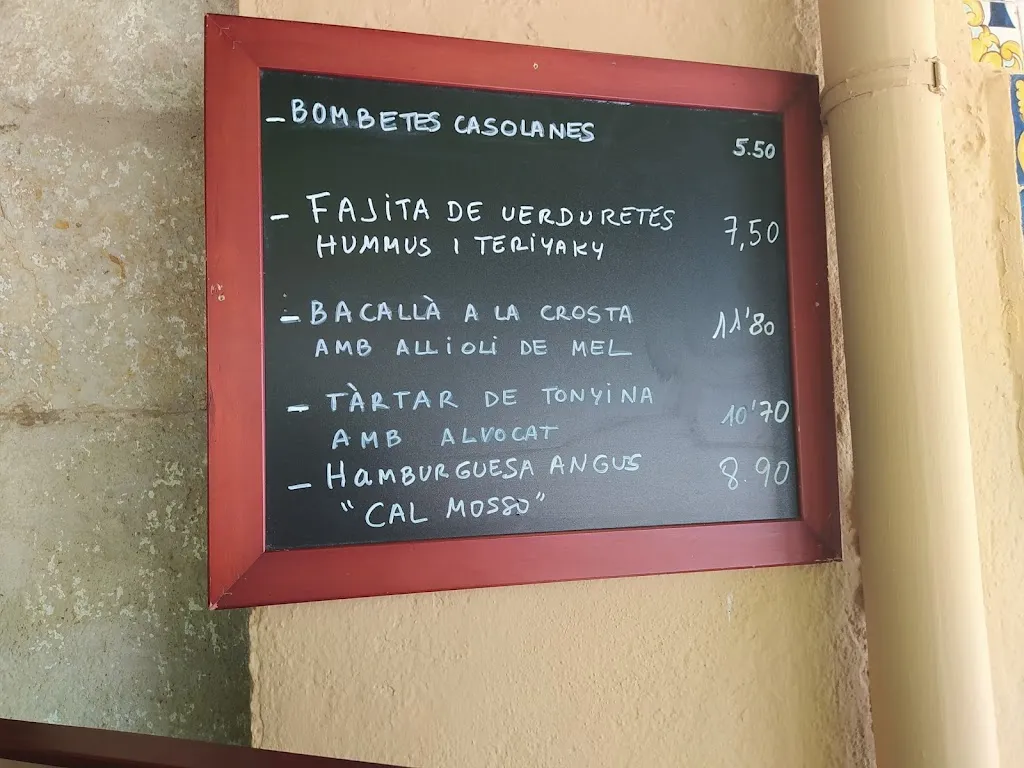 - BOMBETES CASOLANES 5.50
- FAJITA DE VERDURETES
HUMMUS I TERIYAKY 7,50
- BACALLÀ A LA CROSTA
AMB ALLIOLI DE MEL 11'80
- TÀRTAR DE TONYINA
AMB ALVOCAT 10'70
- HAMBURGUESA ANGUS
"CAL MOSSO" 8.90